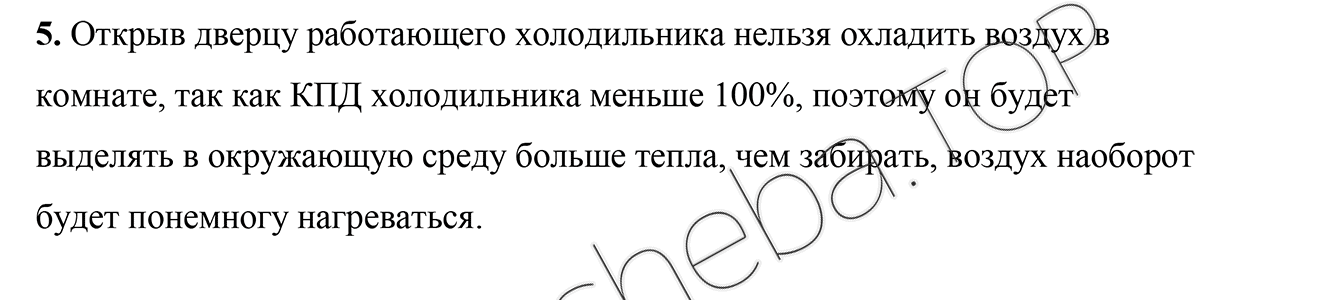 5. Открыв дверцу работающего холодильника нельзя охладить воздух в
комнате, так как КПД холодильника меньше 100%, поэтому он будет
выделять в окружающую среду больше тепла, чем забирать, воздух наоборот
будет понемногу нагреваться.
heba.TOP